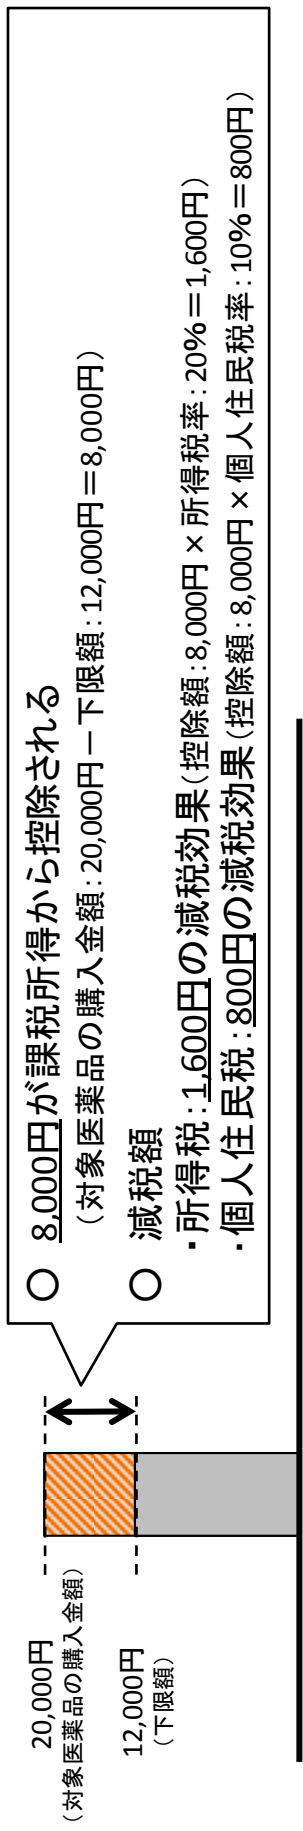 20,000円
（対象医薬品の購入金額）
12,000円
（下限額）
○ 8,000円が課税所得から控除される
（対象医薬品の購入金額：20,000円－下限額：12,000円＝8,000円）
○ 減税額
・所得税：1,600円の減税効果（控除額：8,000円×所得税率：20%＝1,600円）
・個人住民税：800円の減税効果（控除額：8,000円×個人住民税率：10%＝800円）